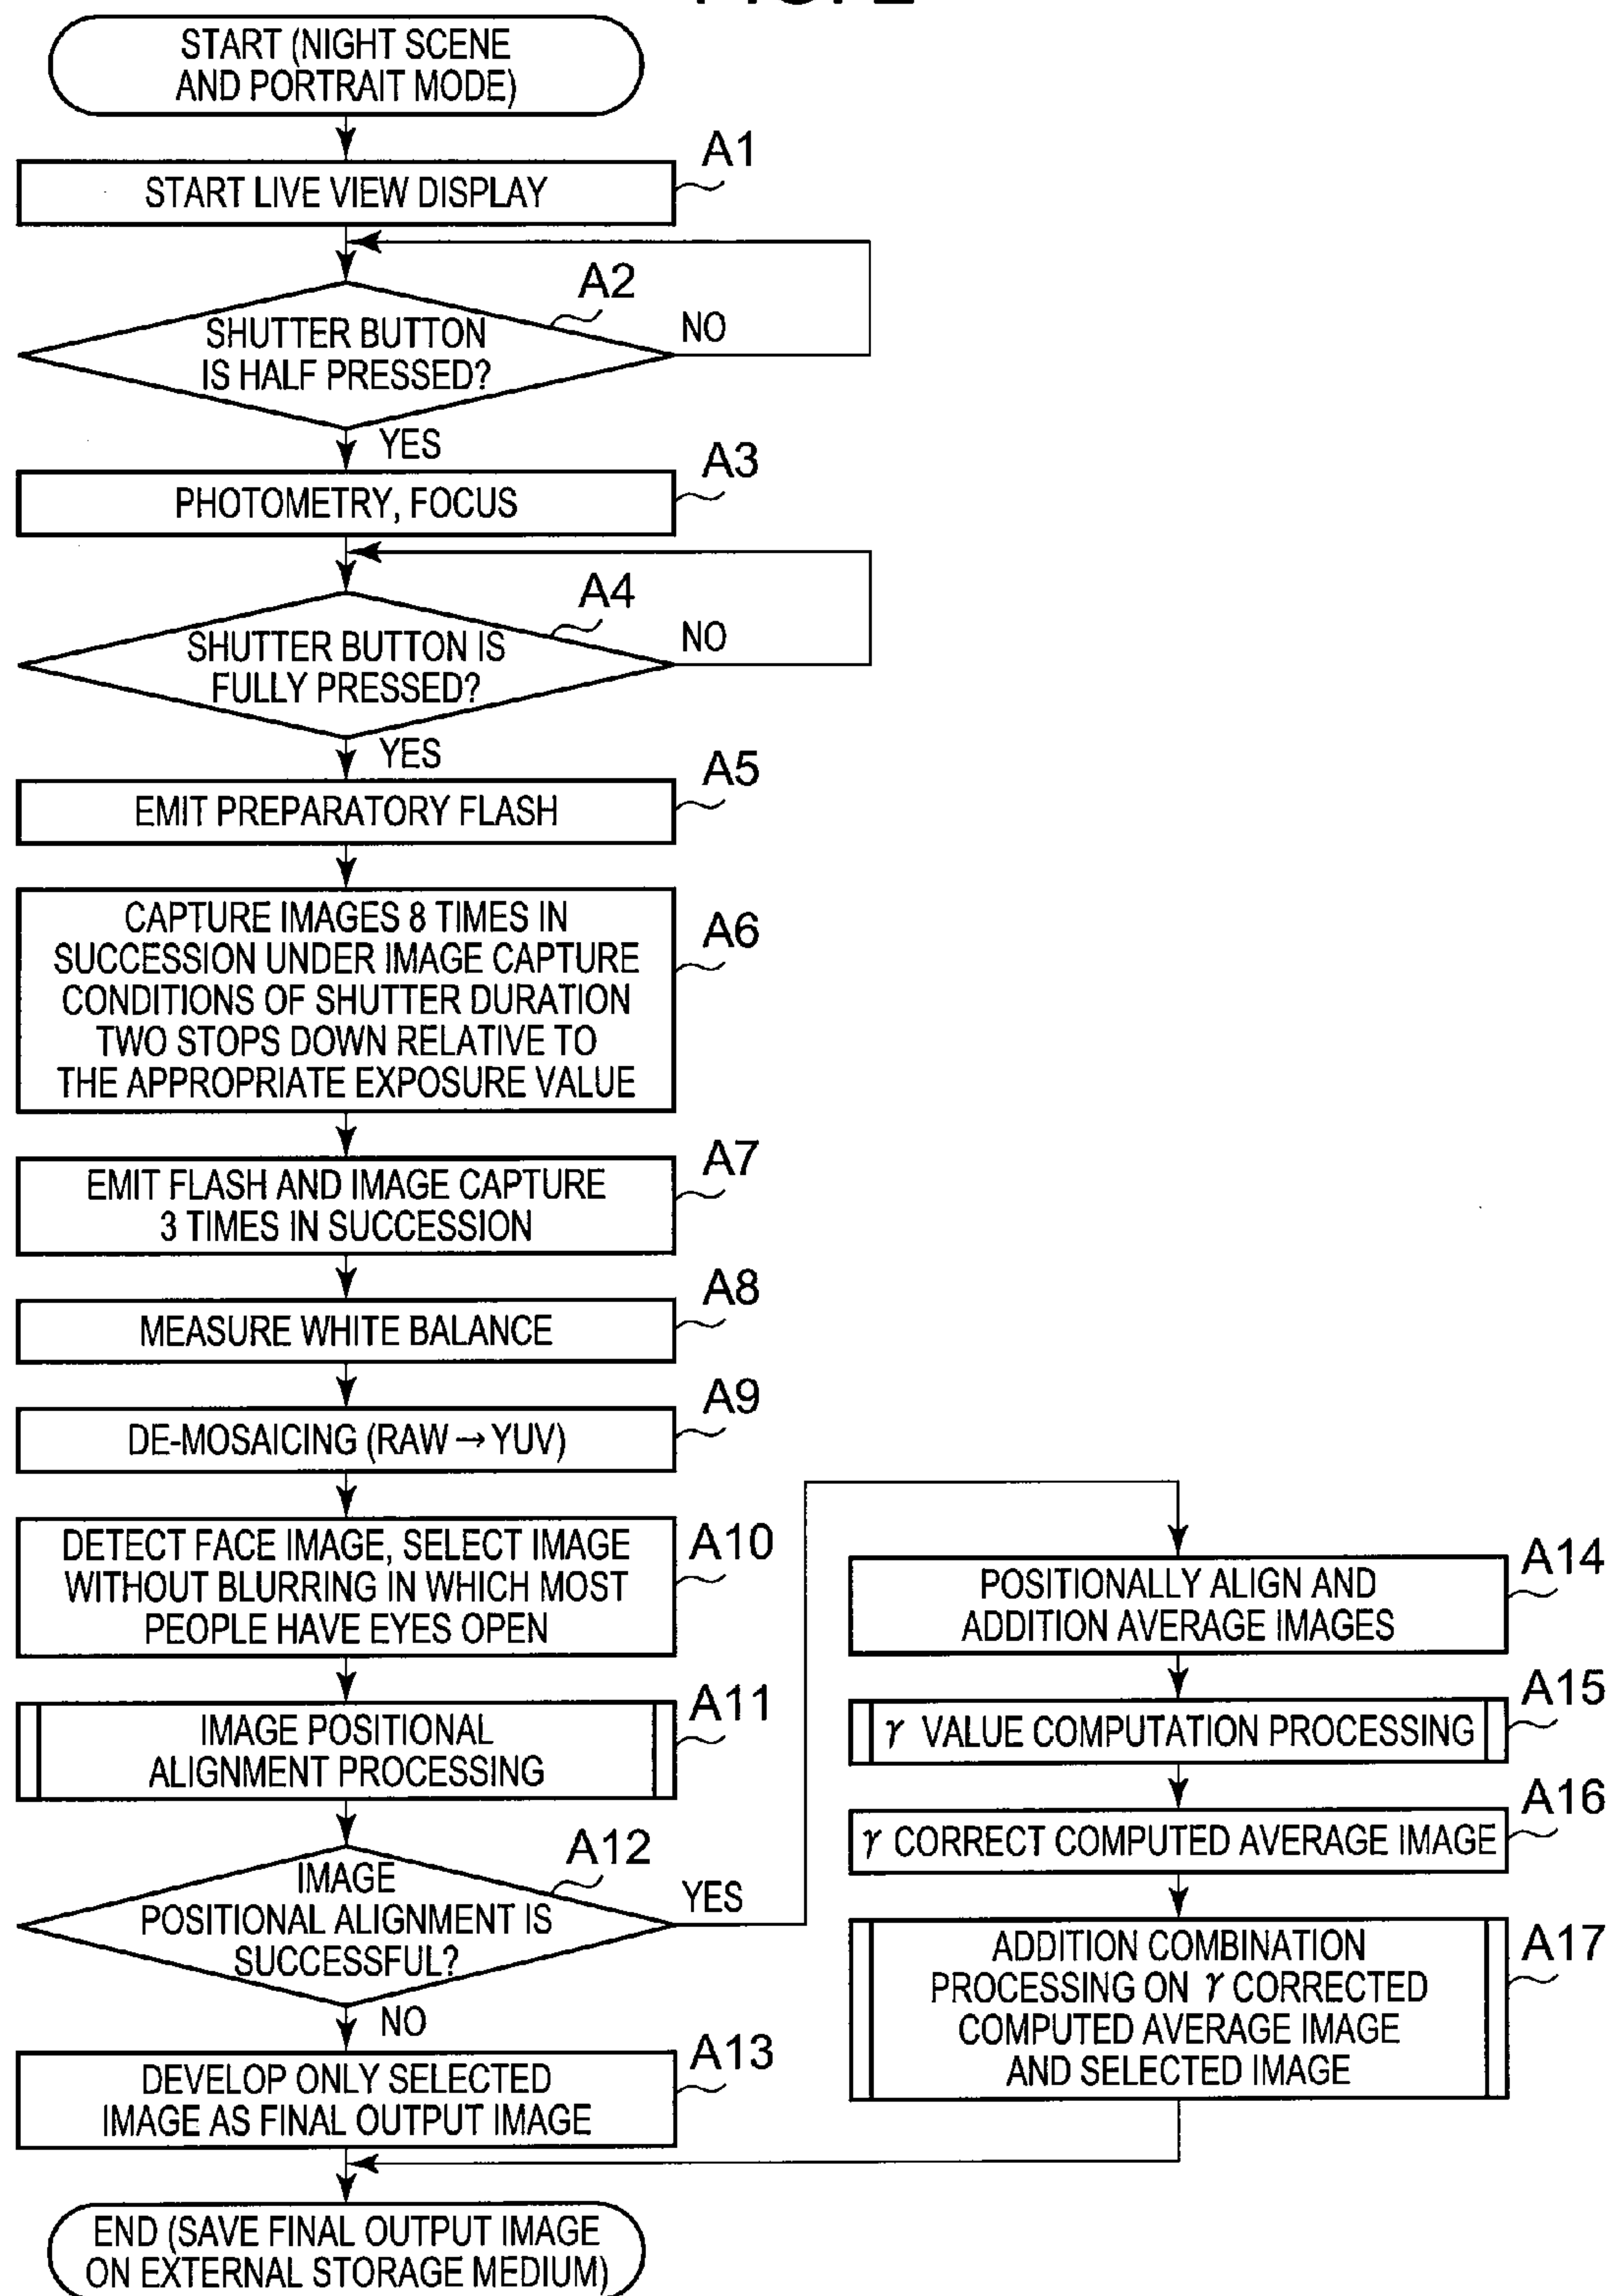 START (NIGHT SCENE
AND PORTRAIT MODE)
A1
START LIVE VIEW DISPLAY
A2
SHUTTER BUTTON
IS HALF PRESSED?
NO
YES
A3
PHOTOMETRY, FOCUS
A4
SHUTTER BUTTON IS
FULLY PRESSED?
NO
YES
A5
EMIT PREPARATORY FLASH
A6
CAPTURE IMAGES 8 TIMES IN
SUCCESSION UNDER IMAGE CAPTURE
CONDITIONS OF SHUTTER DURATION
TWO STOPS DOWN RELATIVE TO
THE APPROPRIATE EXPOSURE VALUE
A7
EMIT FLASH AND IMAGE CAPTURE
3 TIMES IN SUCCESSION
A8
MEASURE WHITE BALANCE
A9
DE-MOSAICING (RAW → YUV)
A10
DETECT FACE IMAGE, SELECT IMAGE
WITHOUT BLURRING IN WHICH MOST
PEOPLE HAVE EYES OPEN
A11
IMAGE POSITIONAL
ALIGNMENT PROCESSING
A12
IMAGE
POSITIONAL ALIGNMENT IS
SUCCESSFUL?
YES
NO
A13
DEVELOP ONLY SELECTED
IMAGE AS FINAL OUTPUT IMAGE
A14
POSITIONALLY ALIGN AND
ADDITION AVERAGE IMAGES
A15
γ VALUE COMPUTATION PROCESSING
A16
γ CORRECT COMPUTED AVERAGE IMAGE
A17
ADDITION COMBINATION
PROCESSING ON γ CORRECTED
COMPUTED AVERAGE IMAGE
AND SELECTED IMAGE
END (SAVE FINAL OUTPUT IMAGE
ON EXTERNAL STORAGE MEDIUM)